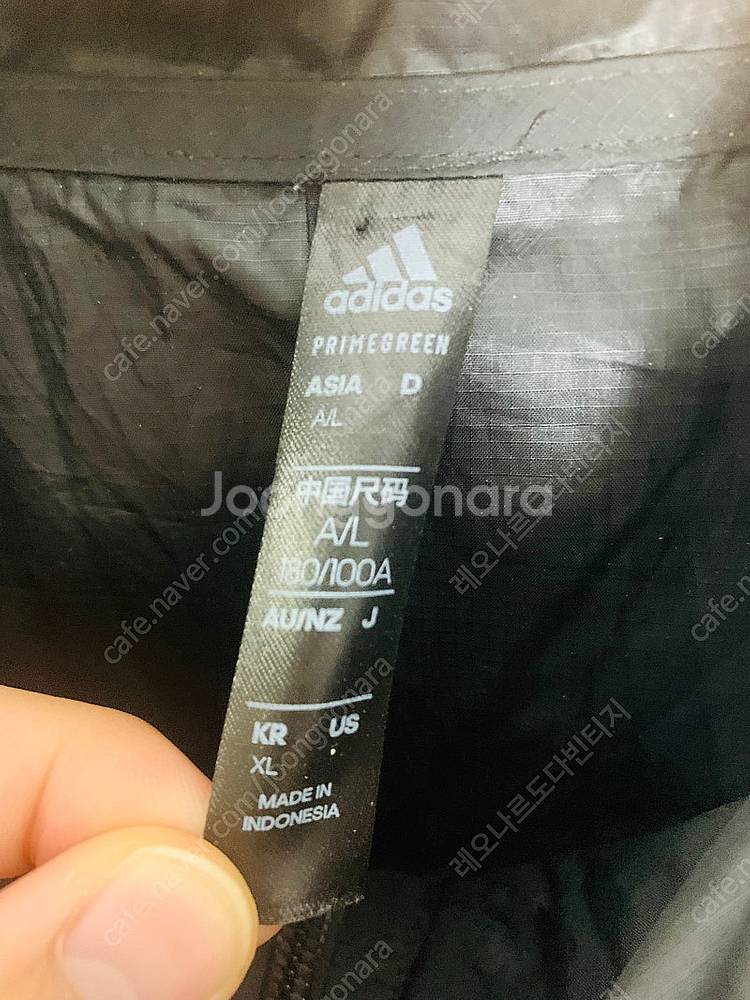 adidas
PRIMEGREEN
ASIA D
A/L
中国尺码
A/L
180/100A
AU/NZ J
KR US
XL
MADE IN
INDONESIA
Joonggonara
cafe.naver.com/joonggonara
레오나르도다빈티지